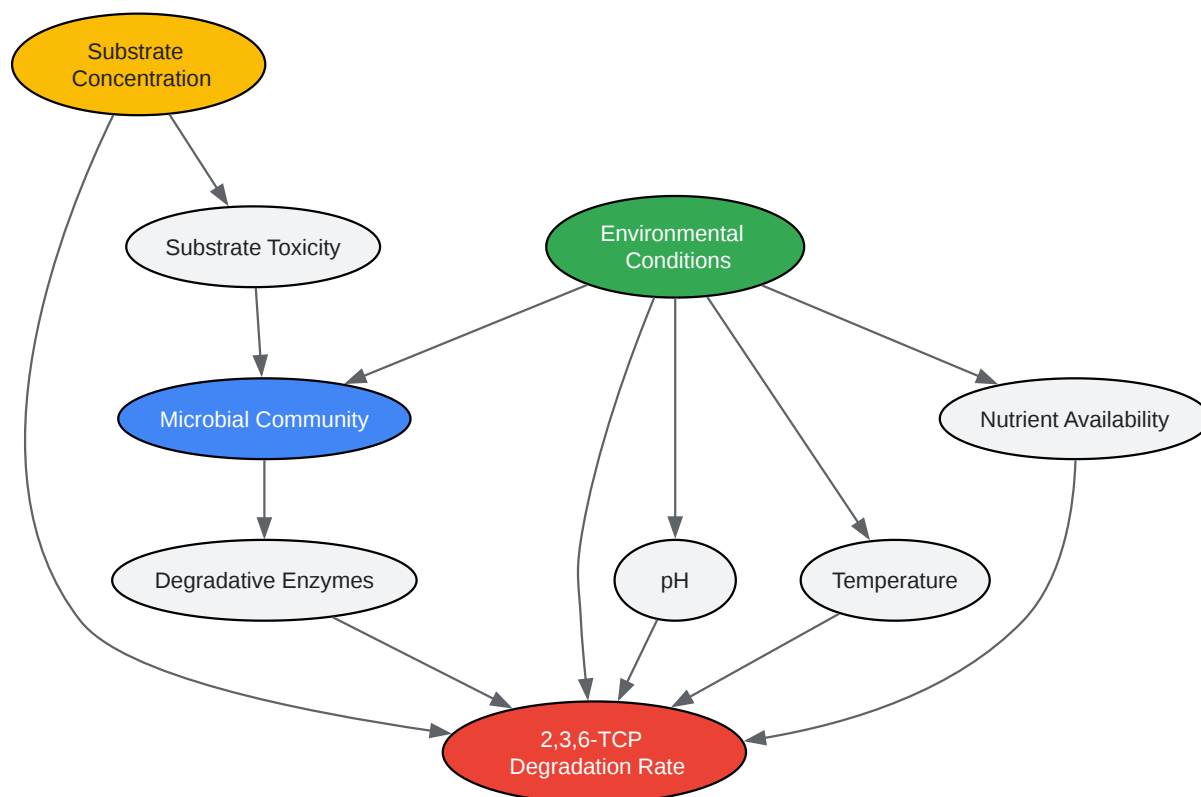 Substrate
Concentration
Substrate Toxicity
Environmental
Conditions
Microbial Community
Nutrient Availability
Degradative Enzymes
pH
Temperature
2,3,6-TCP
Degradation Rate